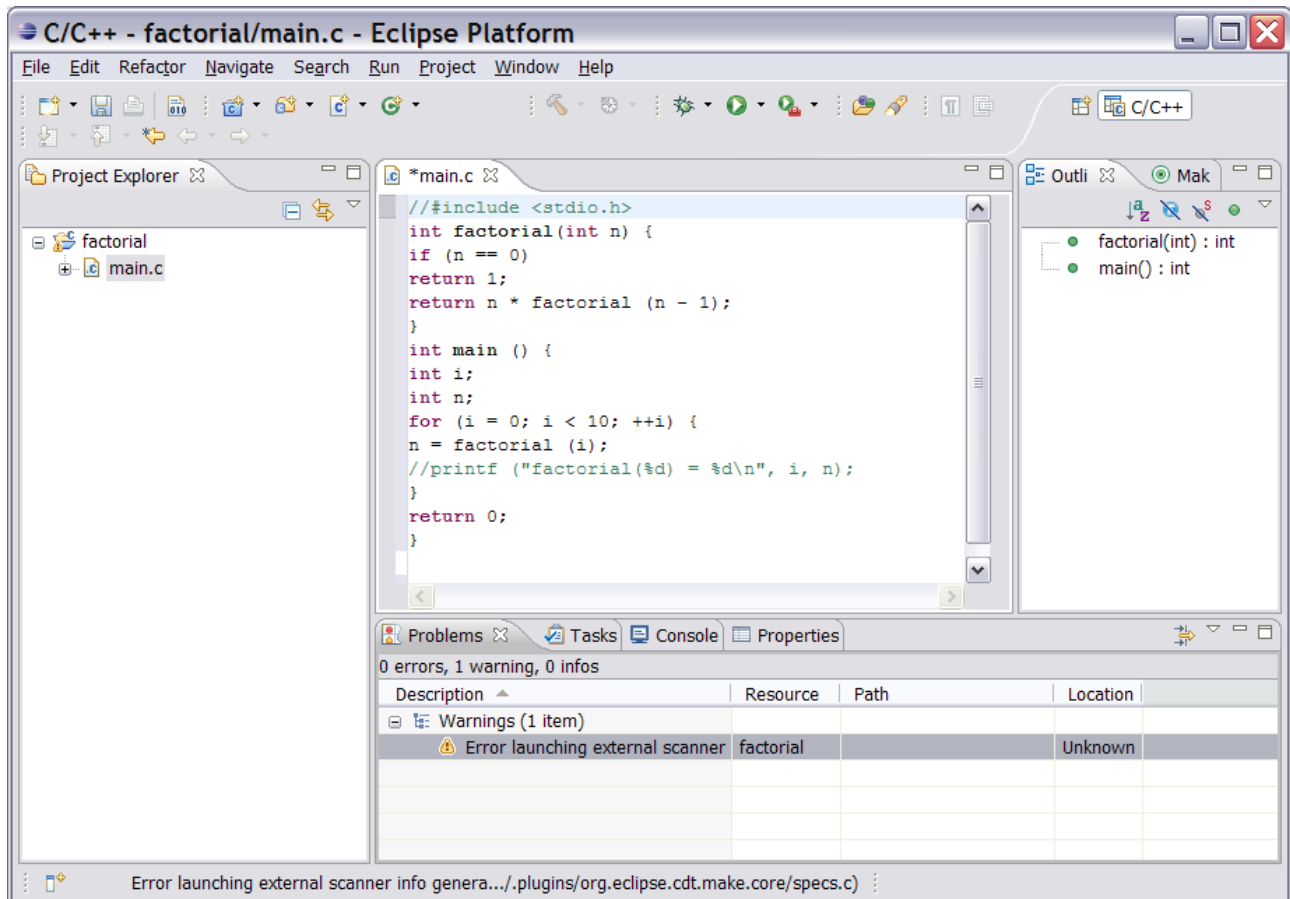 C/C++ - factorial/main.c - Eclipse Platform
File Edit Refactor Navigate Search Run Project Window Help
010
C/C++
Project Explorer
*main.c
Outli
Mak
factorial
main.c
//#include <stdio.h>
int factorial(int n) {
if (n == 0)
return 1;
return n * factorial (n - 1);
}
int main () {
int i;
int n;
for (i = 0; i < 10; ++i) {
n = factorial (i);
//printf ("factorial(%d) = %d\n", i, n);
}
return 0;
}
factorial(int) : int
main() : int
Problems Tasks Console Properties
0 errors, 1 warning, 0 infos
Description Resource Path Location
Warnings (1 item)
Error launching external scanner factorial Unknown
Error launching external scanner info genera.../.plugins/org.eclipse.cdt.make.core/specs.c)